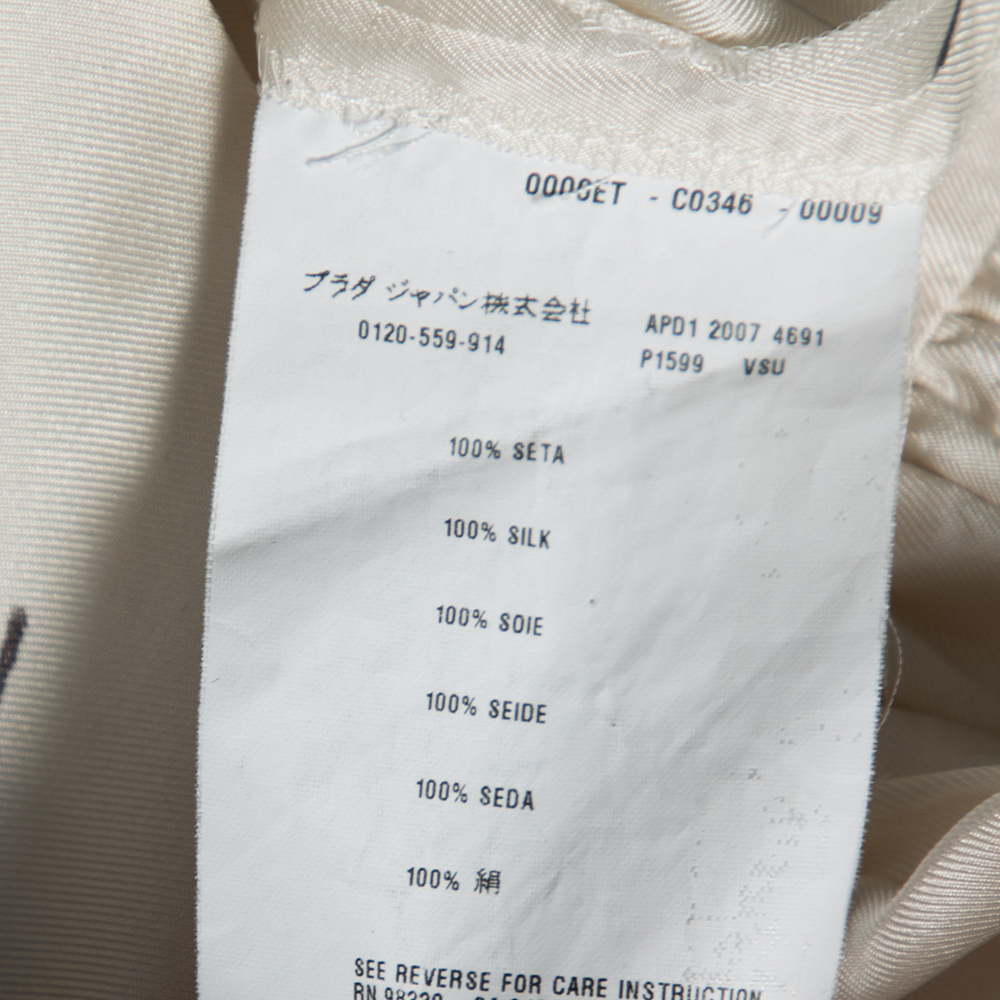 - C0346 - 00009
プラダ ジャパン株式会社
0120-559-914
APD1 2007 4691
P1599 VSU
100% SETA
100% SILK
100% SOIE
100% SEIDE
100% SEDA
100% 絹
SEE REVERSE FOR CARE INSTRUCTION
RN